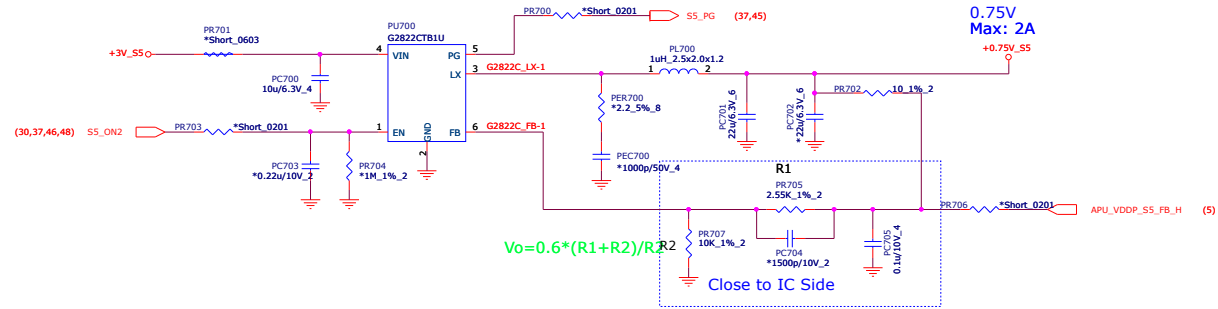 PR700
*Short_0201
S5_PG
(37,45)
0.75V
Max: 2A
+0.75V_S5
PR701
*Short_0603
+3V_S5
PU700
G2822CTB1U
4
VIN
PG
5
LX
3
G2822C_LX-1
PL700
1uH_2.5x2.0x1.2
1
2
PC700
10u/6.3V_4
PER700
*2.2_5%_8
PC701
22u/6.3V_6
PC702
*22u/6.3V_6
PR702
10_1%_2
(30,37,46,48)
S5_ON2
PR703
*Short_0201
1
EN
GND
2
FB
6
G2822C_FB-1
PC703
*0.22u/10V_2
PR704
*1M_1%_2
PEC700
*1000p/50V_4
R1
PR705
2.55K_1%_2
PR706
*Short_0201
APU_VDDP_S5_FB_H
(5)
Vo=0.6*(R1+R2)/R2
R2
PR707
10K_1%_2
PC704
*1500p/10V_2
PC705
0.1u/10V_4
Close to IC Side